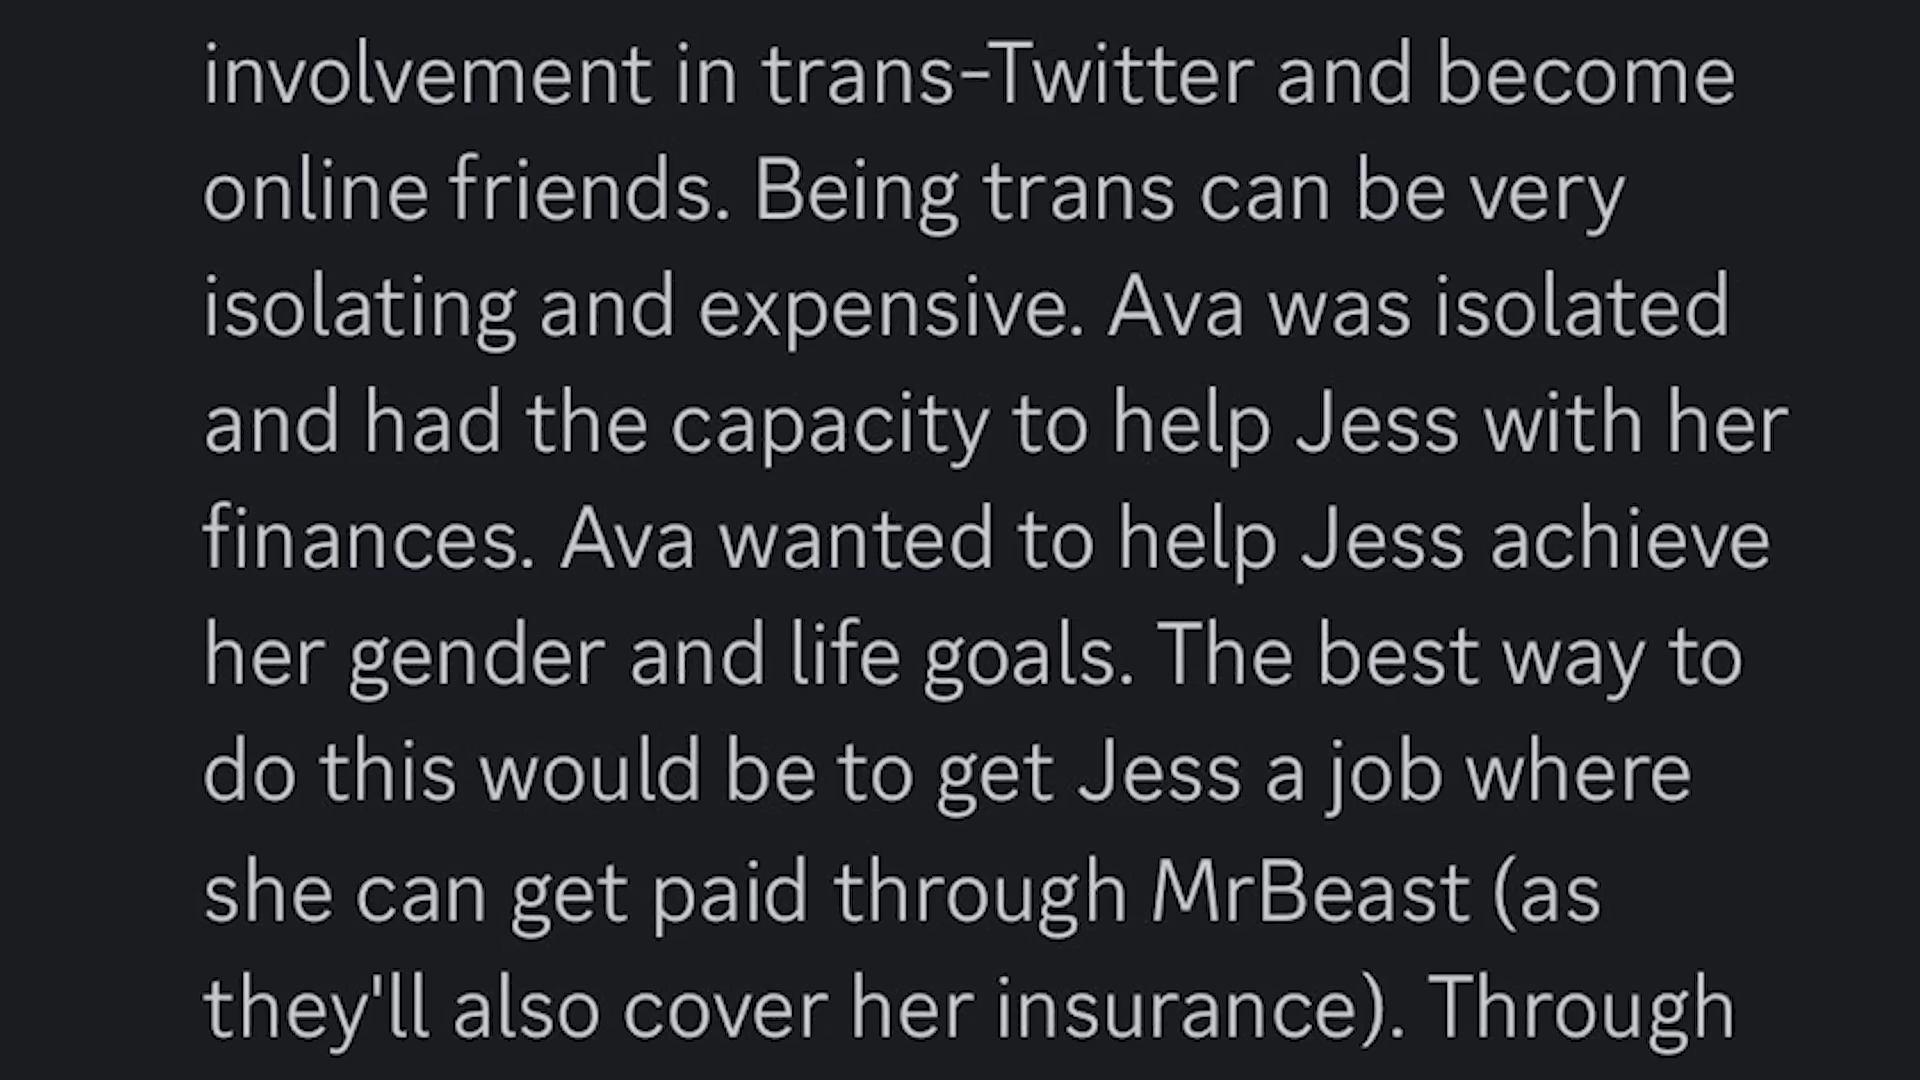 involvement in trans-Twitter and become
online friends. Being trans can be very
isolating and expensive. Ava was isolated
and had the capacity to help Jess with her
finances. Ava wanted to help Jess achieve
her gender and life goals. The best way to
do this would be to get Jess a job where
she can get paid through MrBeast (as
they'll also cover her insurance). Through